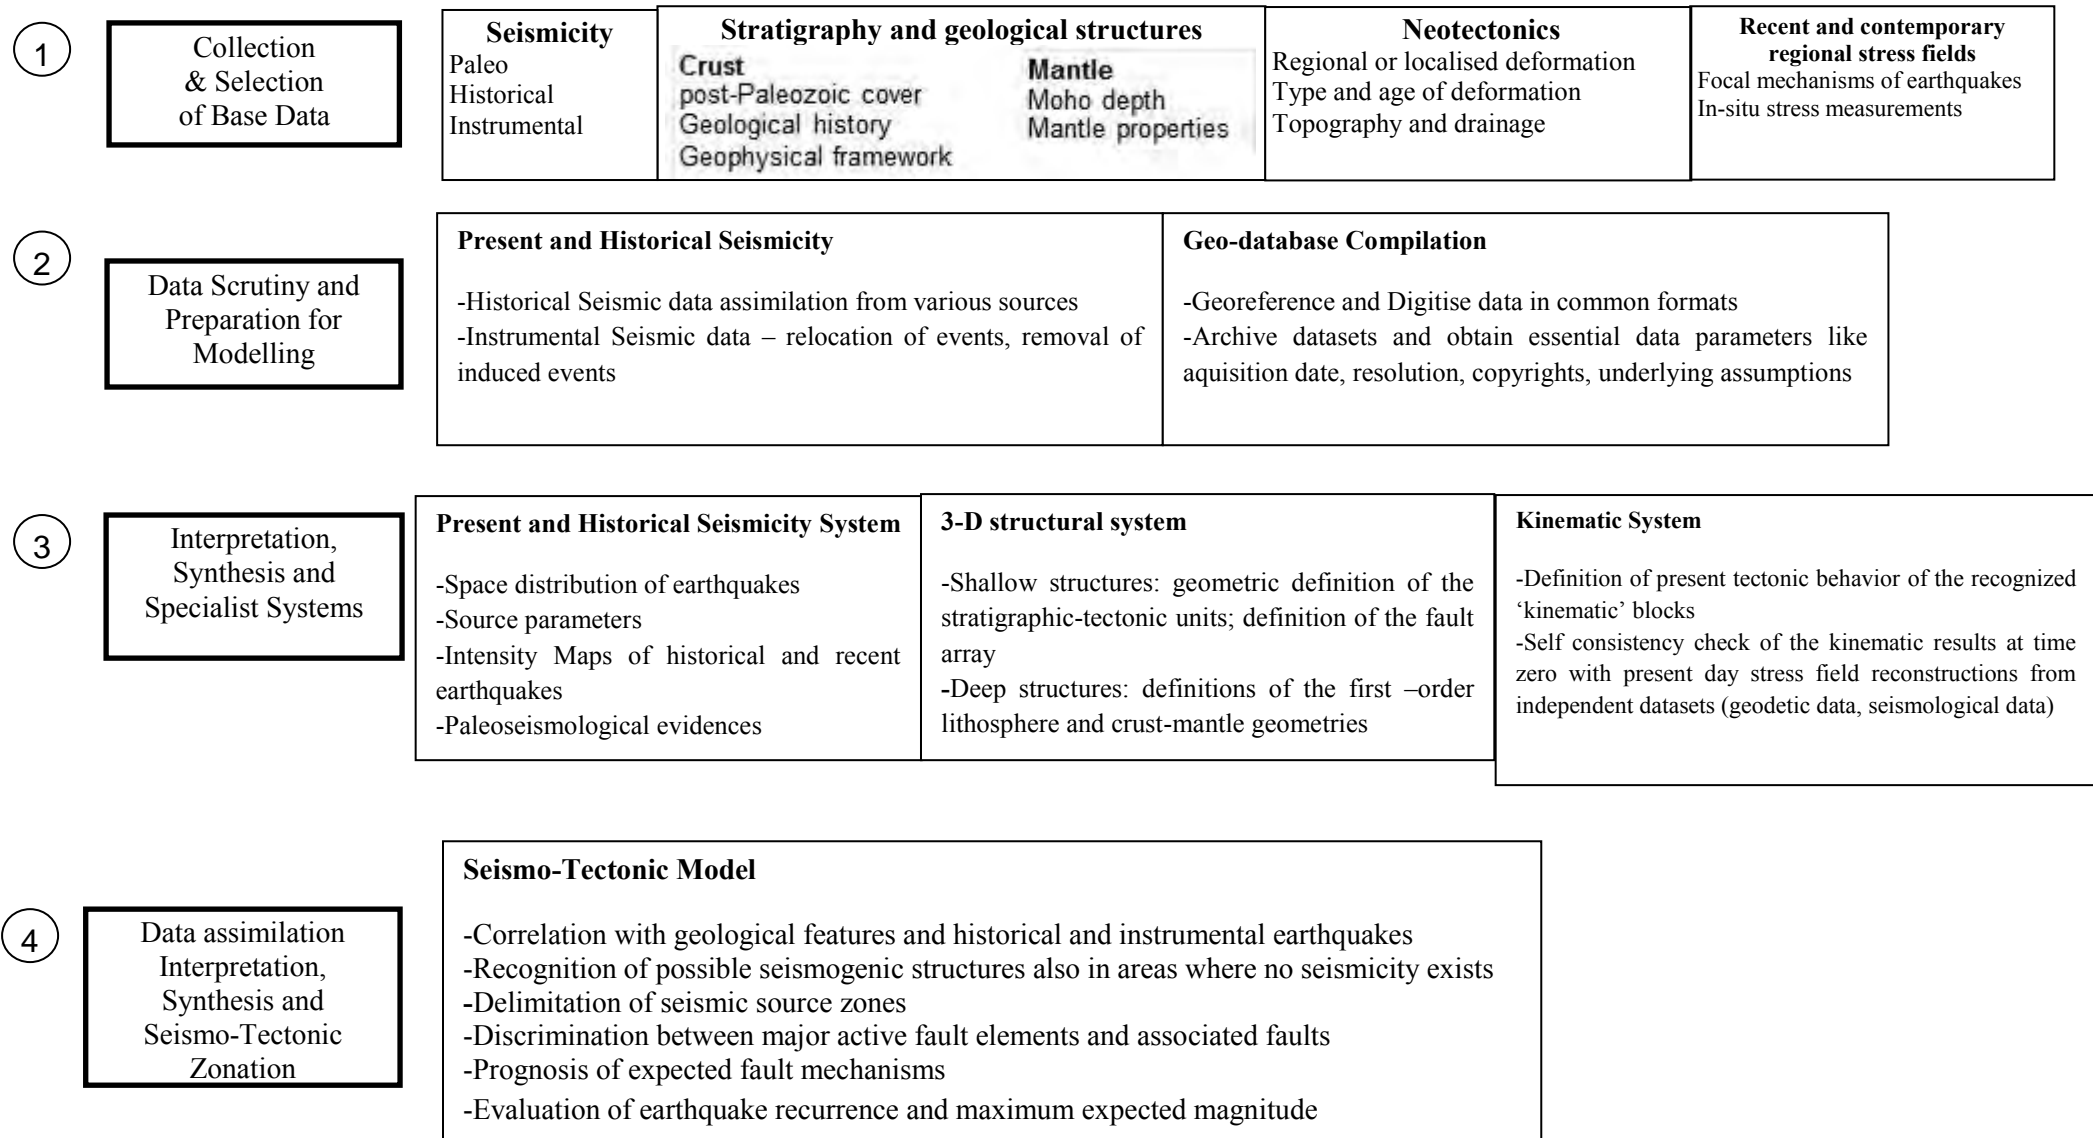 1
Collection
& Selection
of Base Data
Seismicity
Paleo
Historical
Instrumental
Stratigraphy and geological structures
Crust
post-Paleozoic cover
Geological history
Geophysical framework
Mantle
Moho depth
Mantle properties
Neotectonics
Regional or localised deformation
Type and age of deformation
Topography and drainage
Recent and contemporary
regional stress fields
Focal mechanisms of earthquakes
In-situ stress measurements
2
Data Scrutiny and
Preparation for
Modelling
Present and Historical Seismicity
-Historical Seismic data assimilation from various sources
-Instrumental Seismic data – relocation of events, removal of
induced events
Geo-database Compilation
-Georeference and Digitise data in common formats
-Archive datasets and obtain essential data parameters like
aquisition date, resolution, copyrights, underlying assumptions
3
Interpretation,
Synthesis and
Specialist Systems
Present and Historical Seismicity System
-Space distribution of earthquakes
-Source parameters
-Intensity Maps of historical and recent
earthquakes
-Paleoseismological evidences
3-D structural system
-Shallow structures: geometric definition of the
stratigraphic-tectonic units; definition of the fault
array
-Deep structures: definitions of the first –order
lithosphere and crust-mantle geometries
Kinematic System
-Definition of present tectonic behavior of the recognized
‘kinematic’ blocks
-Self consistency check of the kinematic results at time
zero with present day stress field reconstructions from
independent datasets (geodetic data, seismological data)
4
Data assimilation
Interpretation,
Synthesis and
Seismo-Tectonic
Zonation
Seismo-Tectonic Model
-Correlation with geological features and historical and instrumental earthquakes
-Recognition of possible seismogenic structures also in areas where no seismicity exists
-Delimitation of seismic source zones
-Discrimination between major active fault elements and associated faults
-Prognosis of expected fault mechanisms
-Evaluation of earthquake recurrence and maximum expected magnitude